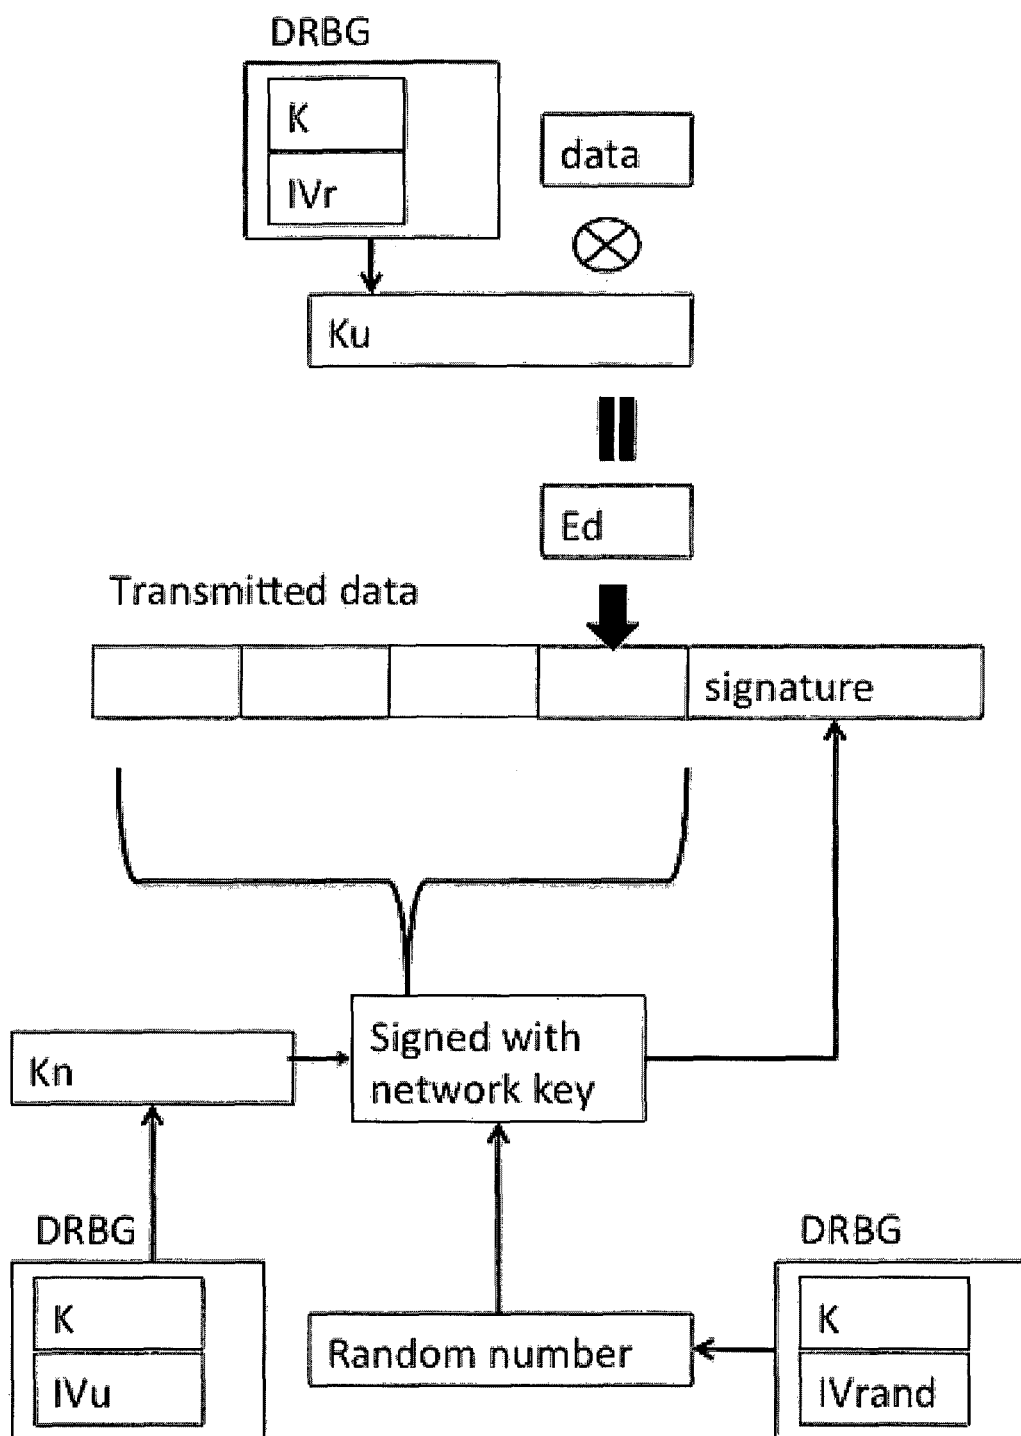 DRBG
K
IVr
data
Ku
Ed
Transmitted data
signature
Signed with
network key
Kn
DRBG
K
IVu
Random number
DRBG
K
IVrand